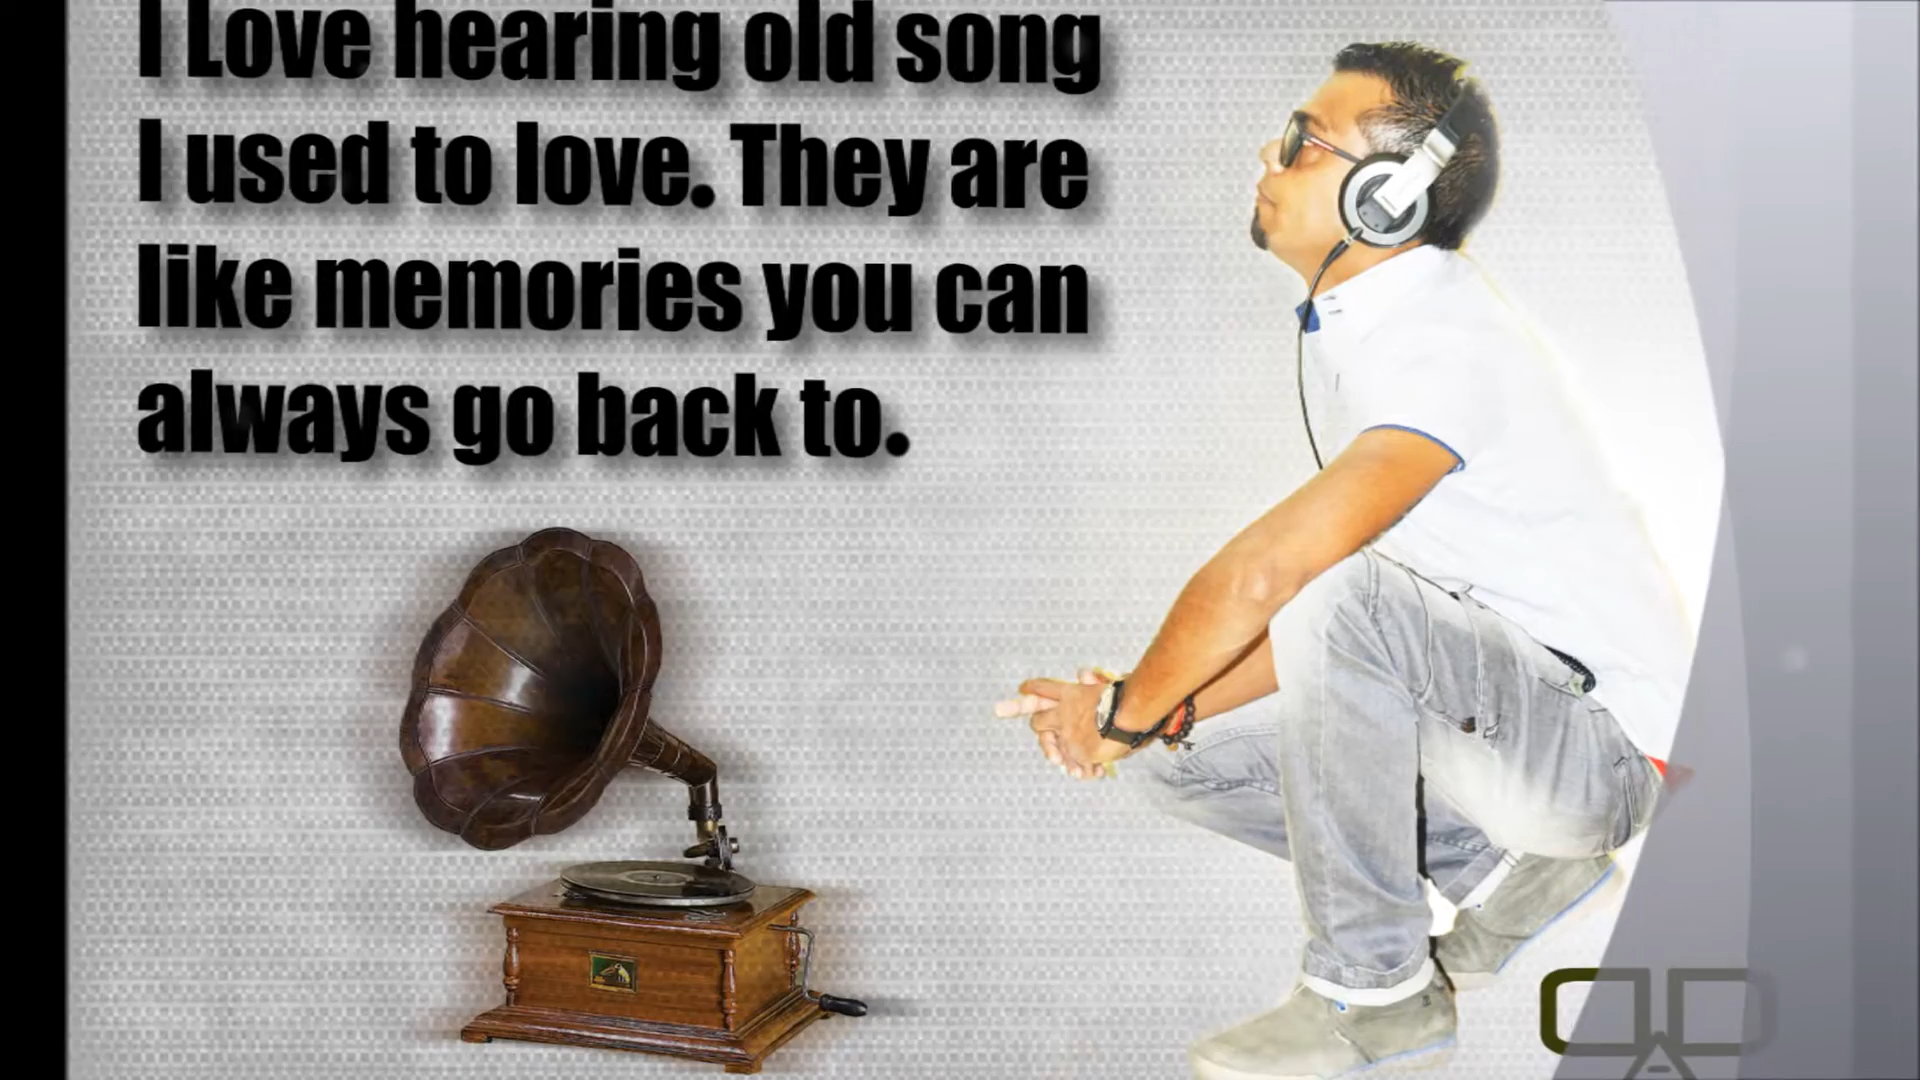 I Love hearing old song
I used to love. They are
like memories you can
always go back to.